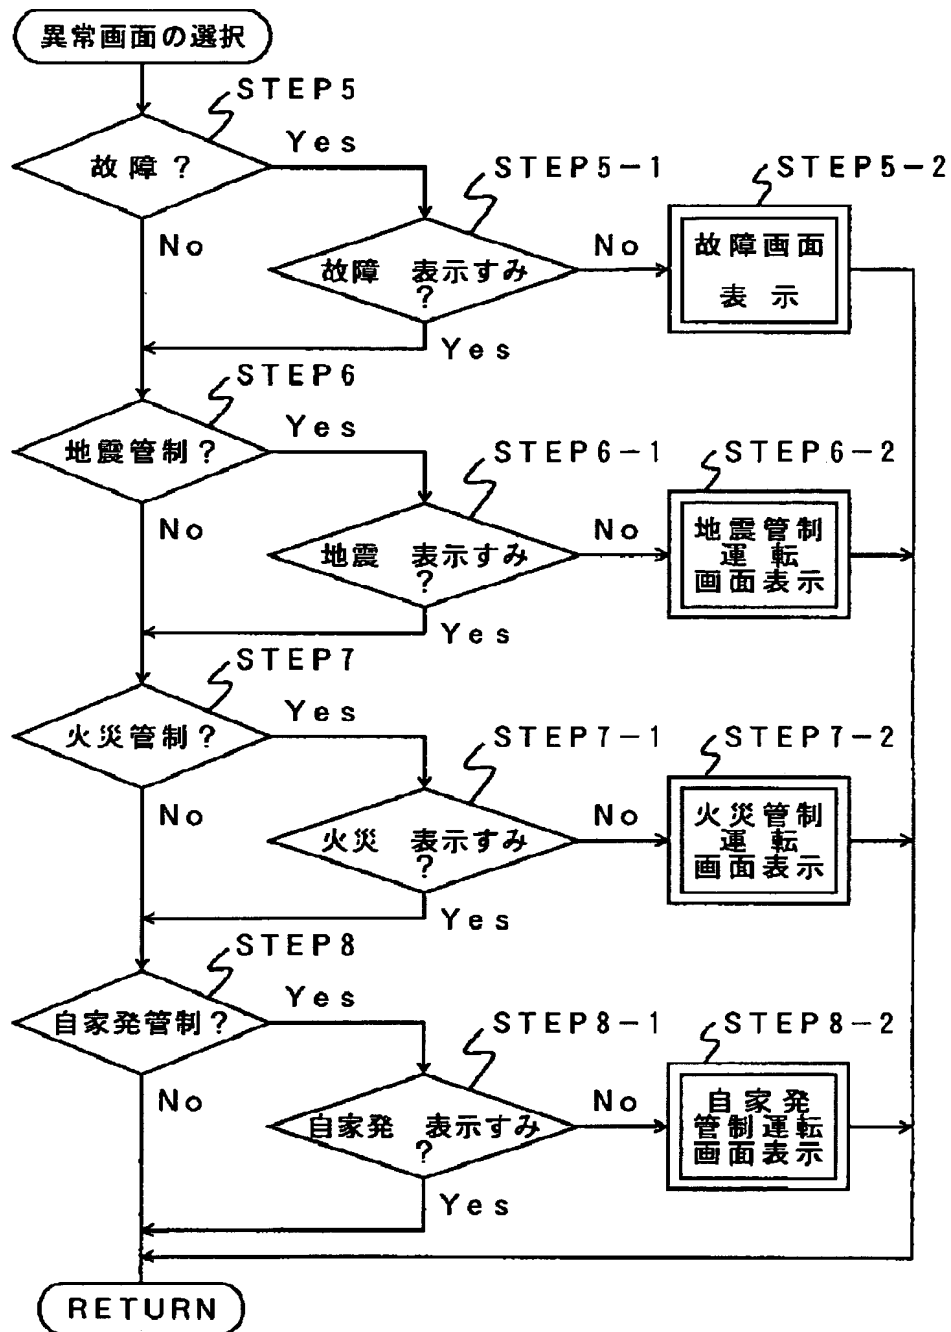 異常画面の選択
STEP5
故障?
Yes
No
STEP5-1
故障 表示すみ
?
No
Yes
STEP5-2
故障画面
表示
STEP6
地震管制?
Yes
No
STEP6-1
地震 表示すみ
?
No
Yes
STEP6-2
地震管制
運転
画面表示
STEP7
火災管制?
Yes
No
STEP7-1
火災 表示すみ
?
No
Yes
STEP7-2
火災管制
運転
画面表示
STEP8
自家発管制?
Yes
No
STEP8-1
自家発 表示すみ
?
No
Yes
STEP8-2
自家発
管制運転
画面表示
RETURN